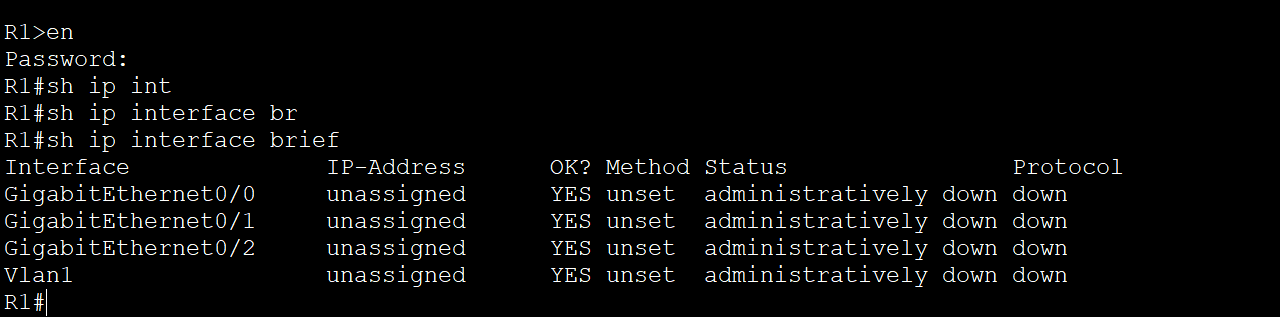 R1>en
Password:
R1#sh ip int
R1#sh ip interface br
R1#sh ip interface brief
Interface              IP-Address      OK? Method Status                Protocol
GigabitEthernet0/0     unassigned      YES unset  administratively down down
GigabitEthernet0/1     unassigned      YES unset  administratively down down
GigabitEthernet0/2     unassigned      YES unset  administratively down down
Vlan1                  unassigned      YES unset  administratively down down
R1#